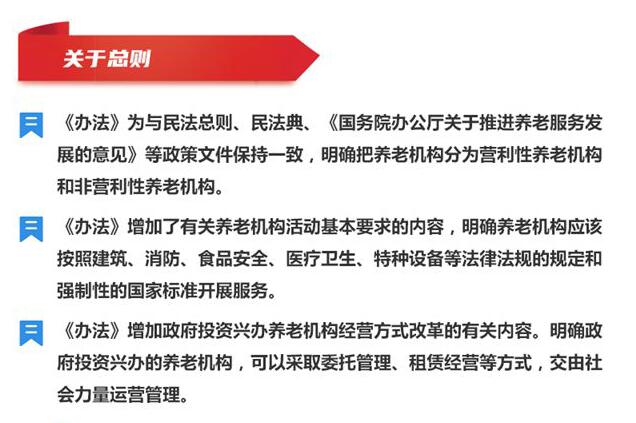 关于总则
《办法》为与民法总则、民法典、《国务院办公厅关于推进养老服务发
展的意见》等政策文件保持一致，明确把养老机构分为营利性养老机构
和非营利性养老机构。
《办法》增加了有关养老机构活动基本要求的内容，明确养老机构应该
按照建筑、消防、食品安全、医疗卫生、特种设备等法律法规的规定和
强制性的国家标准开展服务。
《办法》增加政府投资兴办养老机构经营方式改革的有关内容。明确政
府投资兴办的养老机构，可以采取委托管理、租赁经营等方式，交由社
会力量运营管理。